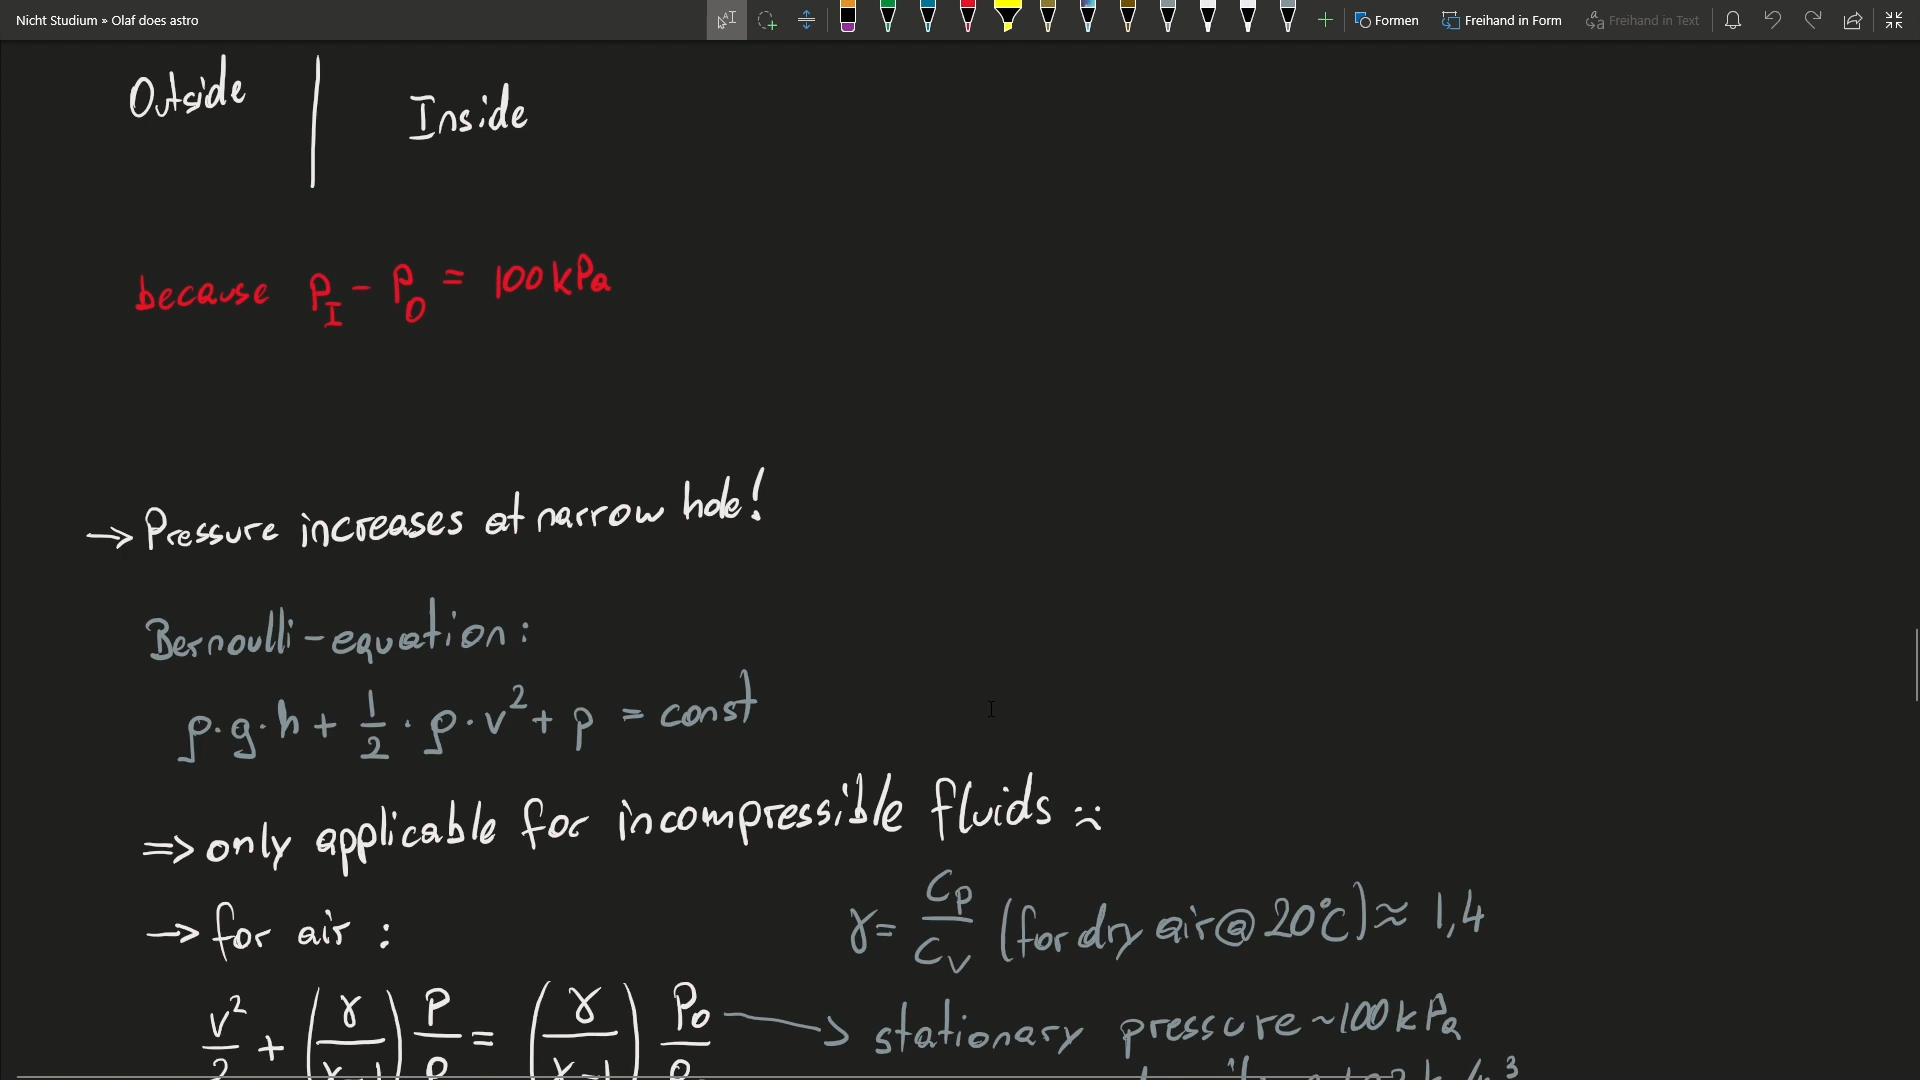 Nicht Studium » Olaf does astro
Formen
Freihand in Form
Freihand in Text
Outside
Inside
because P_I - P_O = 100 kPa
→ Pressure increases at narrow hole!
Bernoulli-equation:
ρ·g·h + 1/2 · ρ·v² + p = const
⇒ only applicable for incompressible fluids :(
→ for air :
γ = C_P/C_V (for dry air @ 20°C) ≈ 1,4
v²/2 + (γ/(γ-1)) P/ρ = (γ/(γ-1)) P₀/ρ₀
→ stationary pressure ~100 kPa